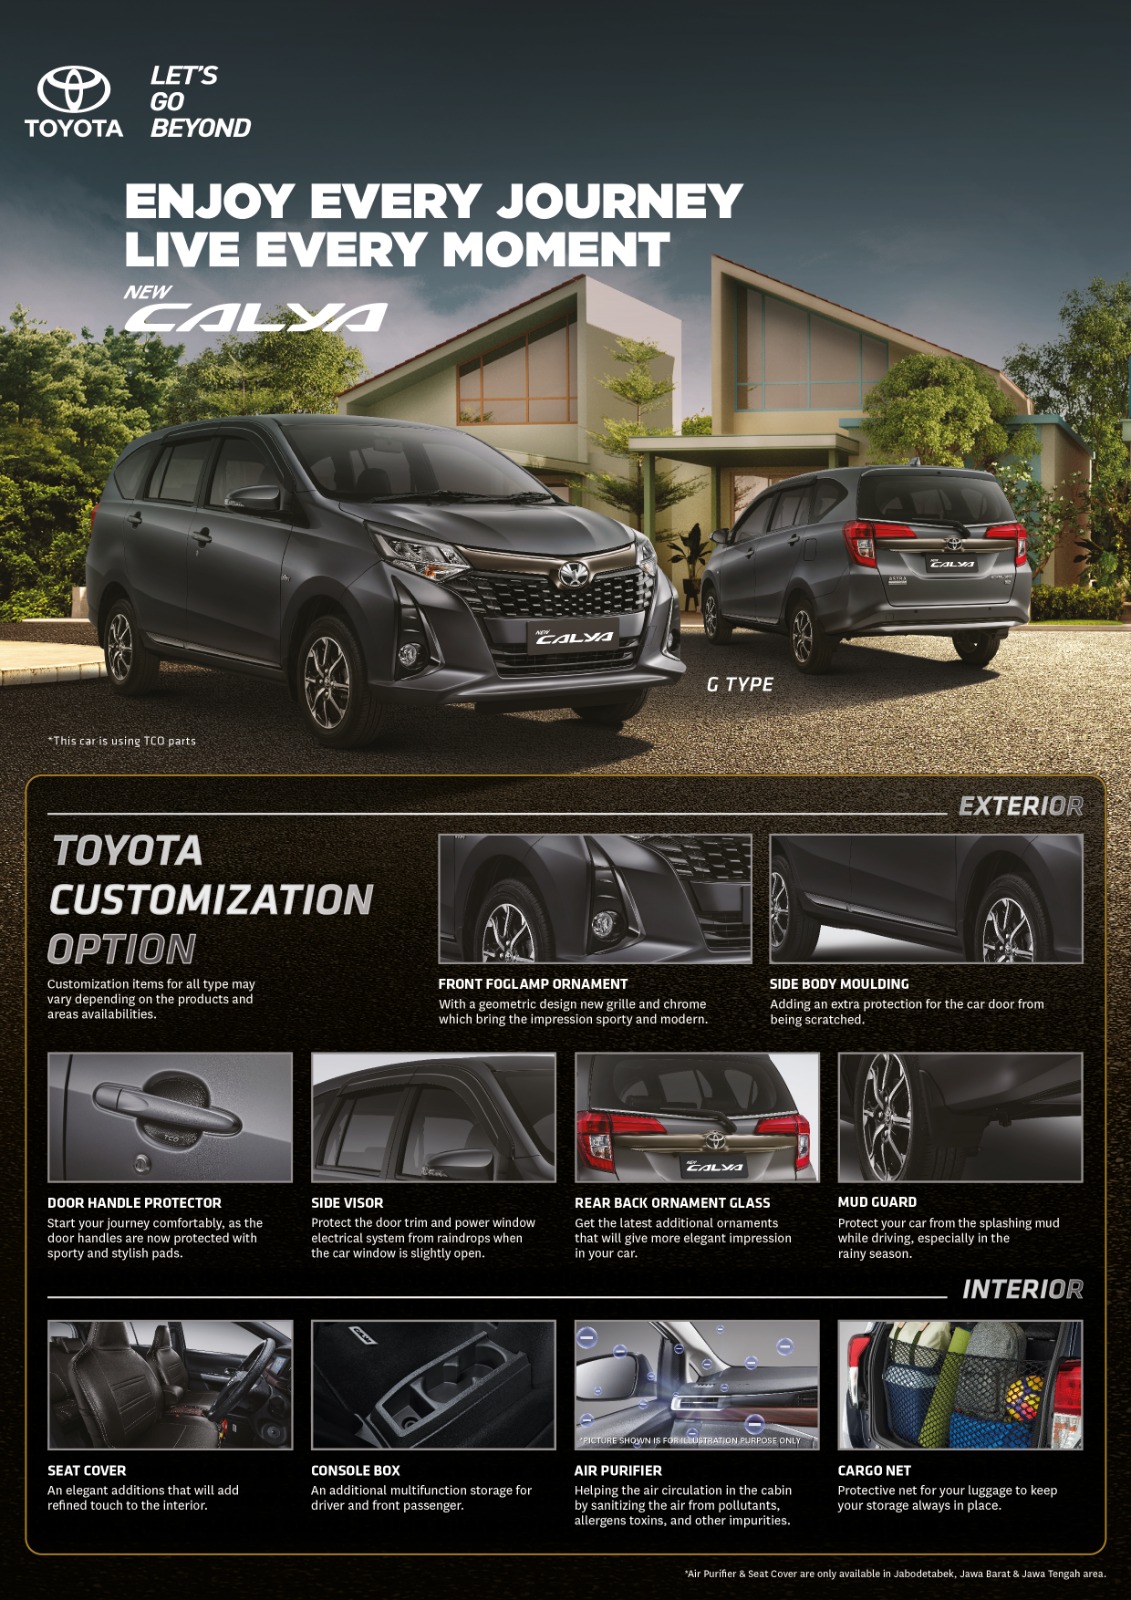 TOYOTA
LET'S
GO
BEYOND
ENJOY EVERY JOURNEY
LIVE EVERY MOMENT
NEW
CALYA
NEW
CALYA
NEW
CALYA
G TYPE
*This car is using TCO parts
EXTERIOR
TOYOTA
CUSTOMIZATION
OPTION
Customization items for all type may
vary depending on the products and
areas availabilities.
FRONT FOGLAMP ORNAMENT
With a geometric design new grille and chrome
which bring the impression sporty and modern.
SIDE BODY MOULDING
Adding an extra protection for the car door from
being scratched.
TCO
DOOR HANDLE PROTECTOR
Start your journey comfortably, as the
door handles are now protected with
sporty and stylish pads.
SIDE VISOR
Protect the door trim and power window
electrical system from raindrops when
the car window is slightly open.
NEW
CALYA
REAR BACK ORNAMENT GLASS
Get the latest additional ornaments
that will give more elegant impression
in your car.
MUD GUARD
Protect your car from the splashing mud
while driving, especially in the
rainy season.
INTERIOR
SEAT COVER
An elegant additions that will add
refined touch to the interior.
CONSOLE BOX
An additional multifunction storage for
driver and front passenger.
*PICTURE SHOWN IS FOR ILLUSTRATION PURPOSE ONLY
AIR PURIFIER
Helping the air circulation in the cabin
by sanitizing the air from pollutants,
allergens toxins, and other impurities.
CARGO NET
Protective net for your luggage to keep
your storage always in place.
*Air Purifier & Seat Cover are only available in Jabodetabek, Jawa Barat & Jawa Tengah area.